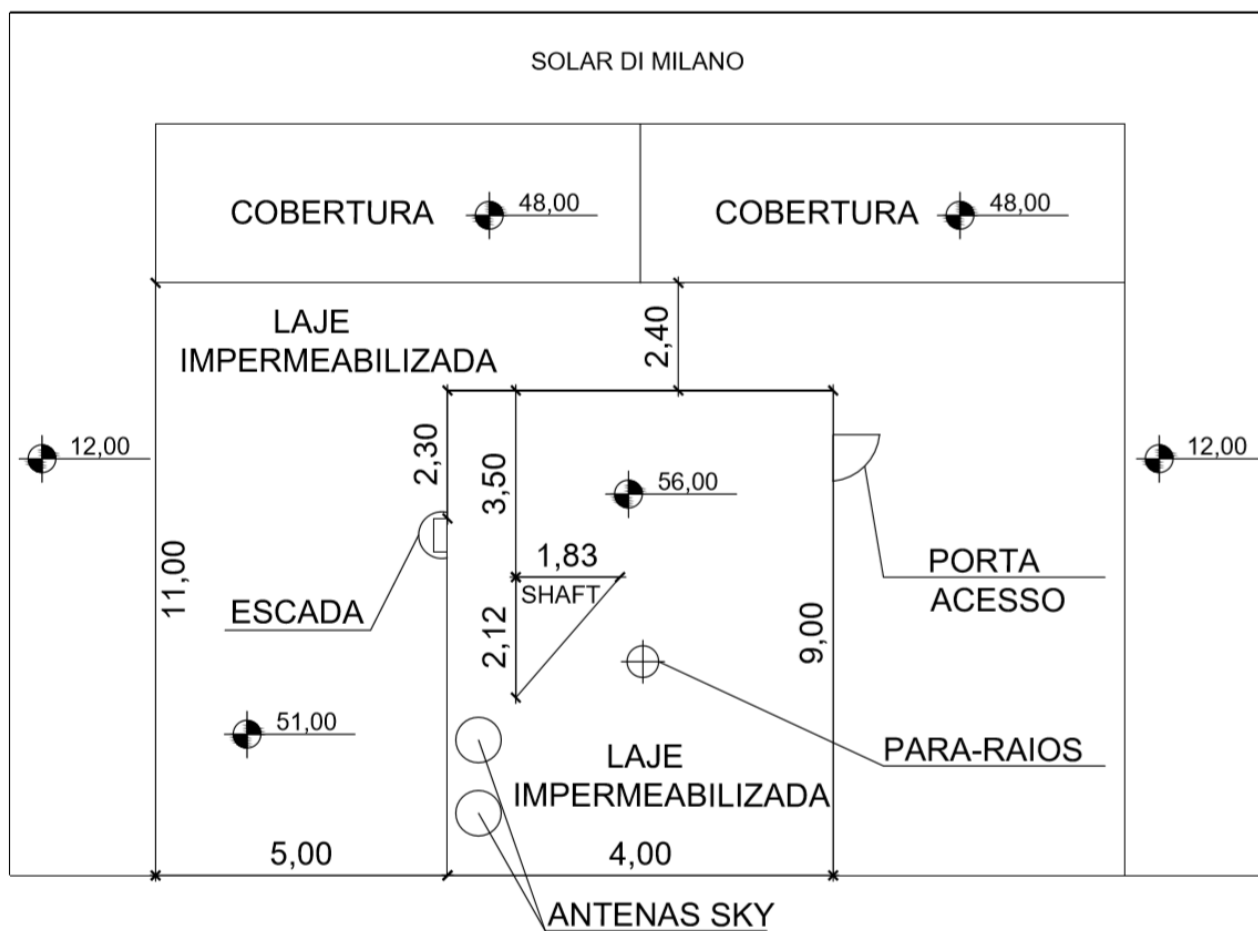 SOLAR DI MILANO
COBERTURA
48,00
COBERTURA
48,00
LAJE
IMPERMEABILIZADA
2,40
12,00
2,30
3,50
56,00
12,00
11,00
1,83
SHAFT
PORTA
ACESSO
ESCADA
2,12
9,00
51,00
PARA-RAIOS
LAJE
IMPERMEABILIZADA
5,00
4,00
ANTENAS SKY